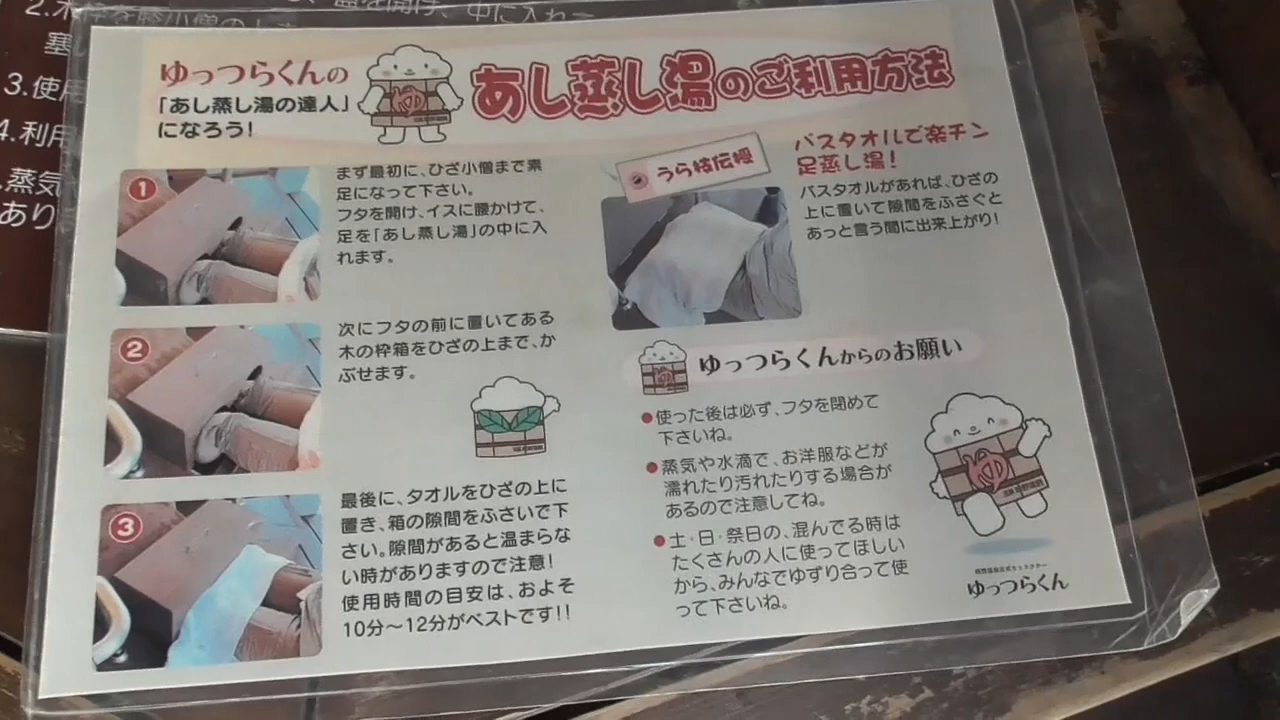 2.木枠を膝小僧の上ま
塞
3.使用
4.利用
蒸気
あり
ゆっつらくんの
「あし蒸し湯の達人」
になろう!
あし蒸し湯のご利用方法
1
まず最初に、ひざ小僧まで素
足になって下さい。
フタを開け、イスに腰かけて、
足を「あし蒸し湯」の中に入
れます。
2
次にフタの前に置いてある
木の枠箱をひざの上まで、か
ぶせます。
3
最後に、タオルをひざの上に
置き、箱の隙間をふさいで下
さい。隙間があると温まらな
い時がありますので注意!
使用時間の目安は、およそ
10分〜12分がベストです!!
うら技伝授
バスタオルで楽チン
足蒸し湯!
バスタオルがあれば、ひざの
上に置いて隙間をふさぐと
あっと言う間に出来上がり!
ゆっつらくんからのお願い
●使った後は必ず、フタを閉めて
下さいね。
●蒸気や水滴で、お洋服などが
濡れたり汚れたりする場合が
あるので注意してね。
●土・日・祭日の、混んでる時は
たくさんの人に使ってほしい
から、みんなでゆずり合って使
って下さいね。
ゆっつらくん